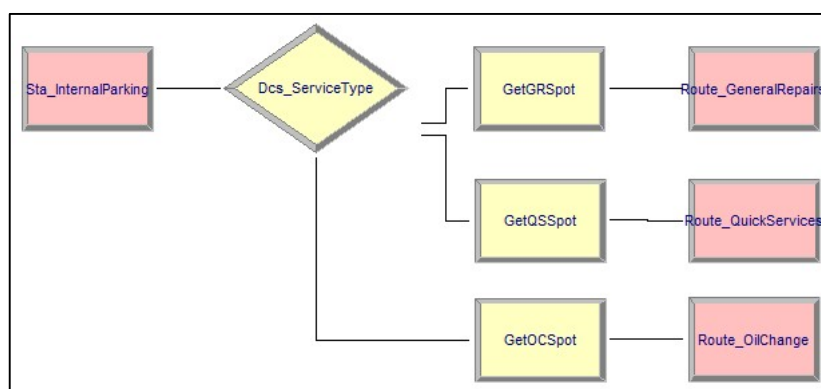 Sta_InternalParking
Dcs_ServiceType
GetGRSpot
Route_GeneralRepairs
GetQSSpot
Route_QuickServices
GetOCSpot
Route_OilChange